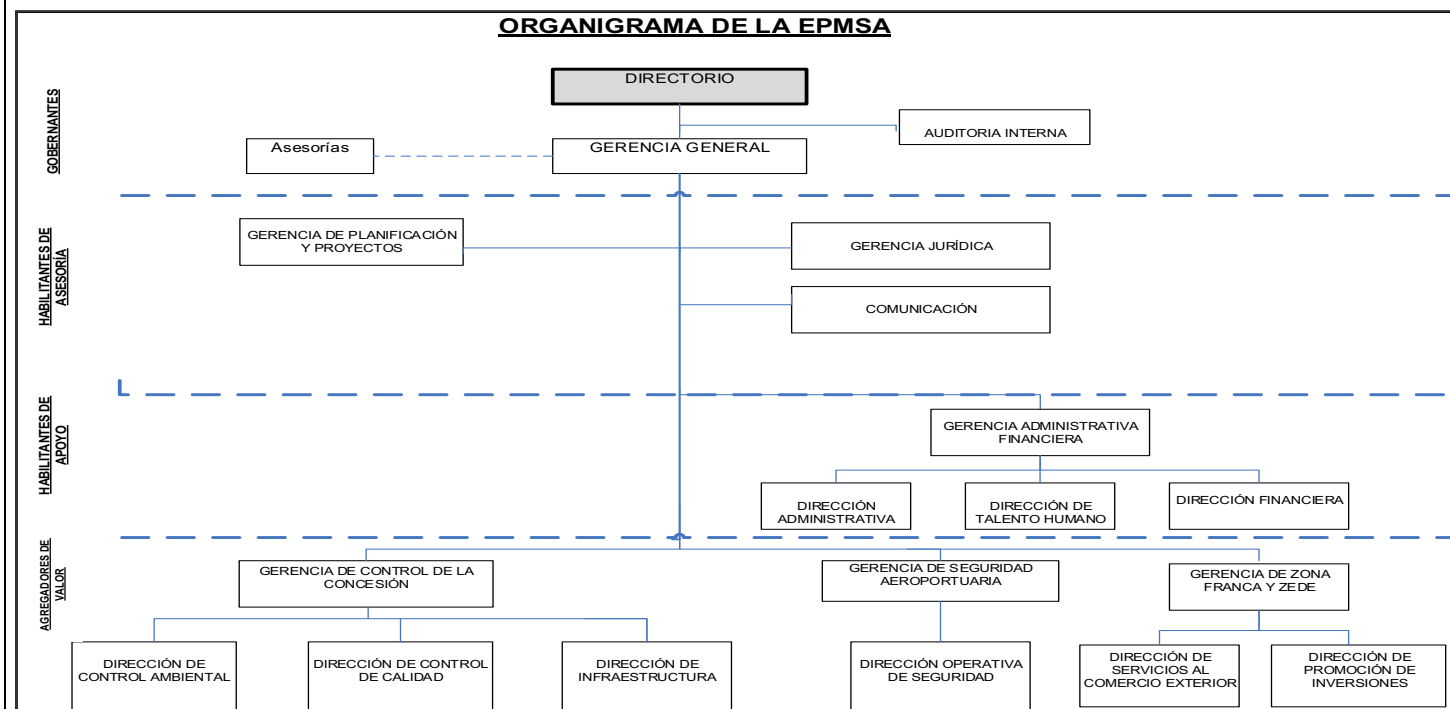 ORGANIGRAMA DE LA EPMSA
GOBERNANTES
DIRECTORIO
AUDITORIA INTERNA
Asesorías
GERENCIA GENERAL
HABILITANTES DE
ASESORÍA
GERENCIA DE PLANIFICACIÓN
Y PROYECTOS
GERENCIA JURÍDICA
COMUNICACIÓN
HABILITANTES DE
APOYO
GERENCIA ADMINISTRATIVA
FINANCIERA
DIRECCIÓN
ADMINISTRATIVA
DIRECCIÓN DE
TALENTO HUMANO
DIRECCIÓN FINANCIERA
AGREGADORES DE
VALOR
GERENCIA DE CONTROL DE LA
CONCESIÓN
GERENCIA DE SEGURIDAD
AEROPORTUARIA
GERENCIA DE ZONA
FRANCA Y ZEDE
DIRECCIÓN DE
CONTROL AMBIENTAL
DIRECCIÓN DE CONTROL
DE CALIDAD
DIRECCIÓN DE
INFRAESTRUCTURA
DIRECCIÓN OPERATIVA
DE SEGURIDAD
DIRECCIÓN DE
SERVICIOS AL
COMERCIO EXTERIOR
DIRECCIÓN DE
PROMOCIÓN DE
INVERSIONES